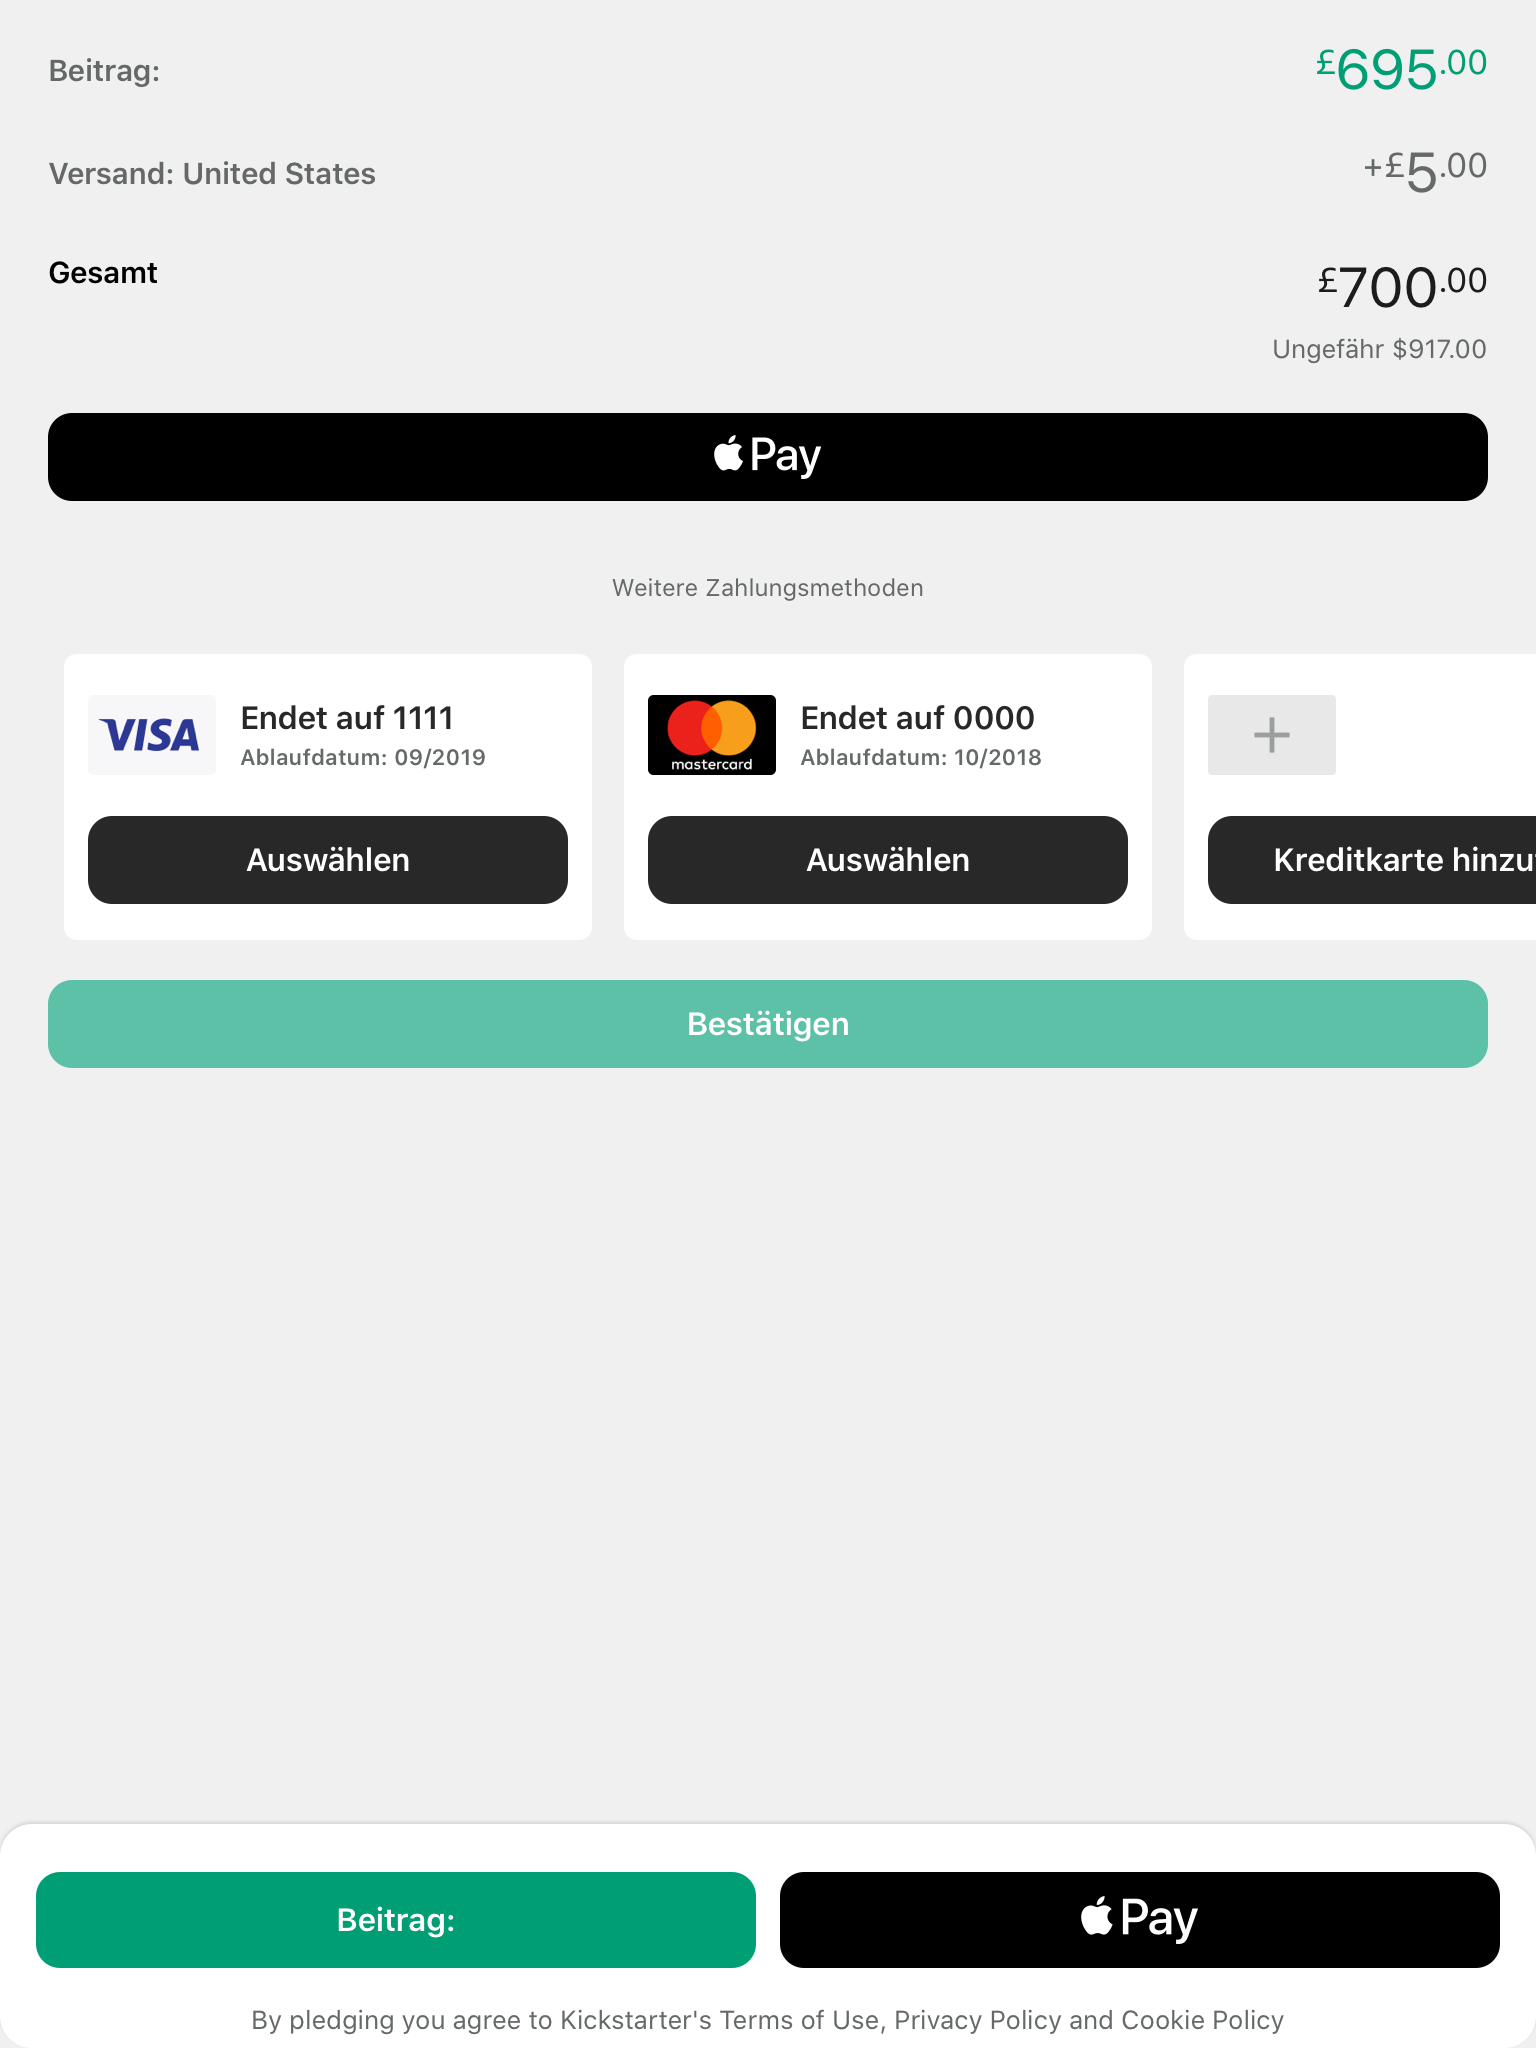 Beitrag: £695.00
Versand: United States +£5.00
Gesamt £700.00
Ungefähr $917.00
Pay
Weitere Zahlungsmethoden
VISA Endet auf 1111
Ablaufdatum: 09/2019
Auswählen
mastercard Endet auf 0000
Ablaufdatum: 10/2018
Auswählen
Kreditkarte
Bestätigen
Beitrag: Pay
By pledging you agree to Kickstarter's Terms of Use, Privacy Policy and Cookie Policy